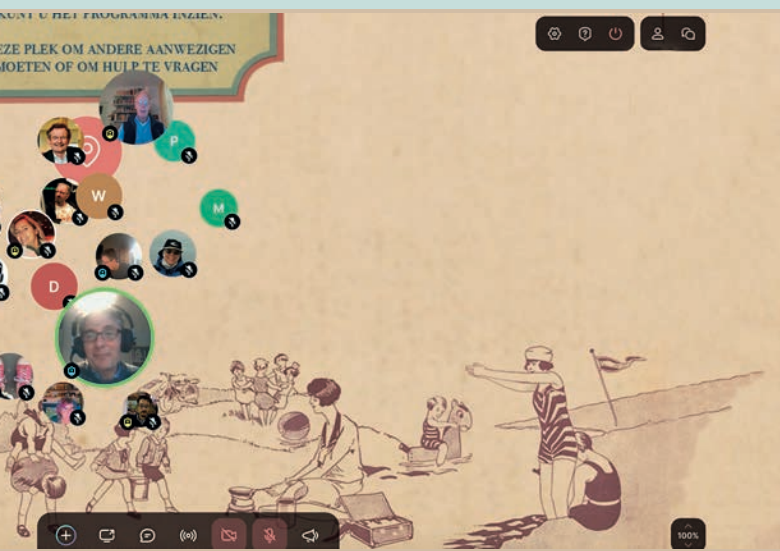 KUNT U HET PROGRAMMA INZIEN.
EZE PLEK OM ANDERE AANWEZIGEN
MOETEN OF OM HULP TE VRAGEN
P
W
M
D
100%